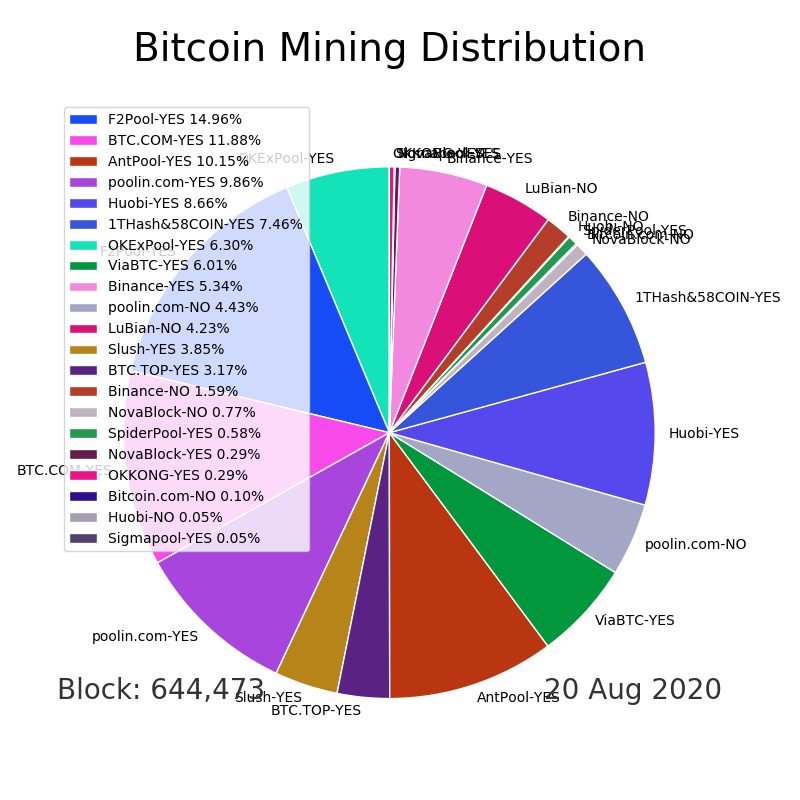 Bitcoin Mining Distribution
F2Pool-YES 14.96%
BTC.COM-YES 11.88%
AntPool-YES 10.15%
poolin.com-YES 9.86%
Huobi-YES 8.66%
1THash&58COIN-YES 7.46%
OKExPool-YES 6.30%
ViaBTC-YES 6.01%
Binance-YES 5.34%
poolin.com-NO 4.43%
LuBian-NO 4.23%
Slush-YES 3.85%
BTC.TOP-YES 3.17%
Binance-NO 1.59%
NovaBlock-NO 0.77%
SpiderPool-YES 0.58%
NovaBlock-YES 0.29%
OKKONG-YES 0.29%
Bitcoin.com-NO 0.10%
Huobi-NO 0.05%
Sigmapool-YES 0.05%
OKExPool-YES
F2Pool-YES
BTC.COM-YES
poolin.com-YES
Slush-YES
BTC.TOP-YES
AntPool-YES
ViaBTC-YES
poolin.com-NO
Huobi-YES
1THash&58COIN-YES
NovaBlock-NO
Huobi-NO
Binance-NO
LuBian-NO
Binance-YES
Block: 644,473
20 Aug 2020